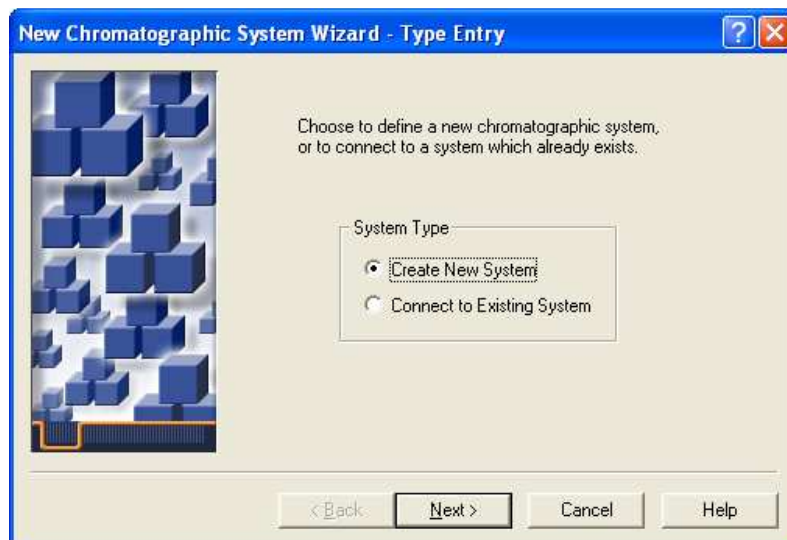 New Chromatographic System Wizard - Type Entry
?
Choose to define a new chromatographic system,
or to connect to a system which already exists.
System Type
Create New System
Connect to Existing System
< Back
Next >
Cancel
Help